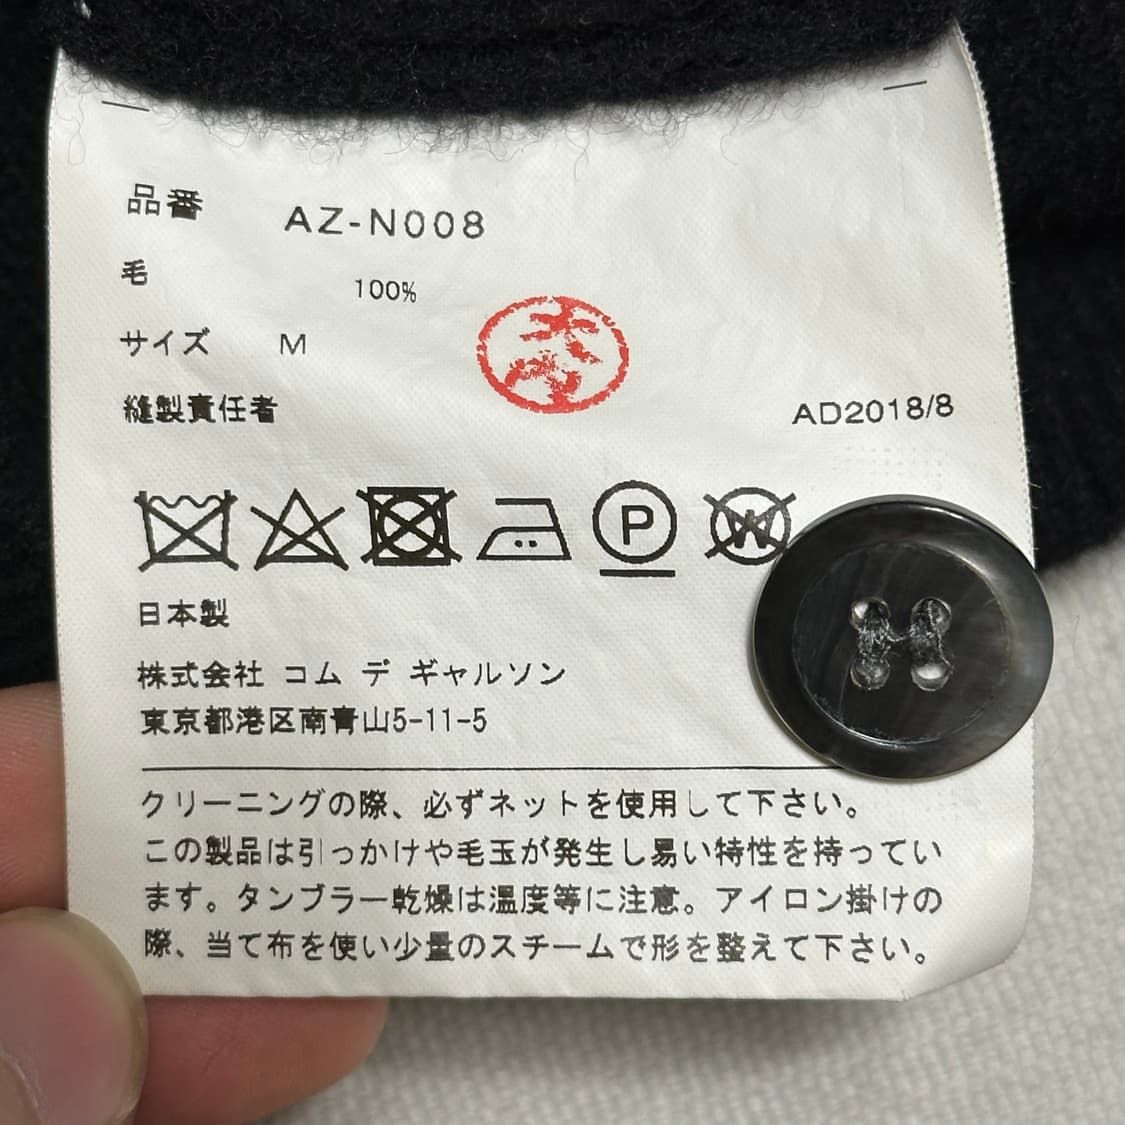 品番 AZ-N008
毛 100%
サイズ M
縫製責任者
AD2018/8
P
W
日本製
株式会社 コム デ ギャルソン
東京都港区南青山5-11-5
クリーニングの際、必ずネットを使用して下さい。
この製品は引っかけや毛玉が発生し易い特性を持ってい
ます。タンブラー乾燥は温度等に注意。アイロン掛けの
際、当て布を使い少量のスチームで形を整えて下さい。